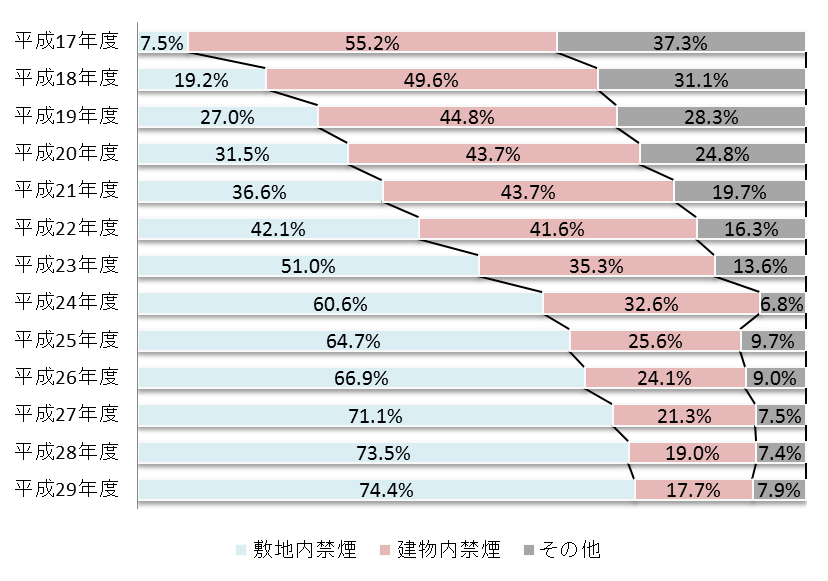 平成17年度 7.5% 55.2% 37.3%
平成18年度 19.2% 49.6% 31.1%
平成19年度 27.0% 44.8% 28.3%
平成20年度 31.5% 43.7% 24.8%
平成21年度 36.6% 43.7% 19.7%
平成22年度 42.1% 41.6% 16.3%
平成23年度 51.0% 35.3% 13.6%
平成24年度 60.6% 32.6% 6.8%
平成25年度 64.7% 25.6% 9.7%
平成26年度 66.9% 24.1% 9.0%
平成27年度 71.1% 21.3% 7.5%
平成28年度 73.5% 19.0% 7.4%
平成29年度 74.4% 17.7% 7.9%
敷地内禁煙 建物内禁煙 その他